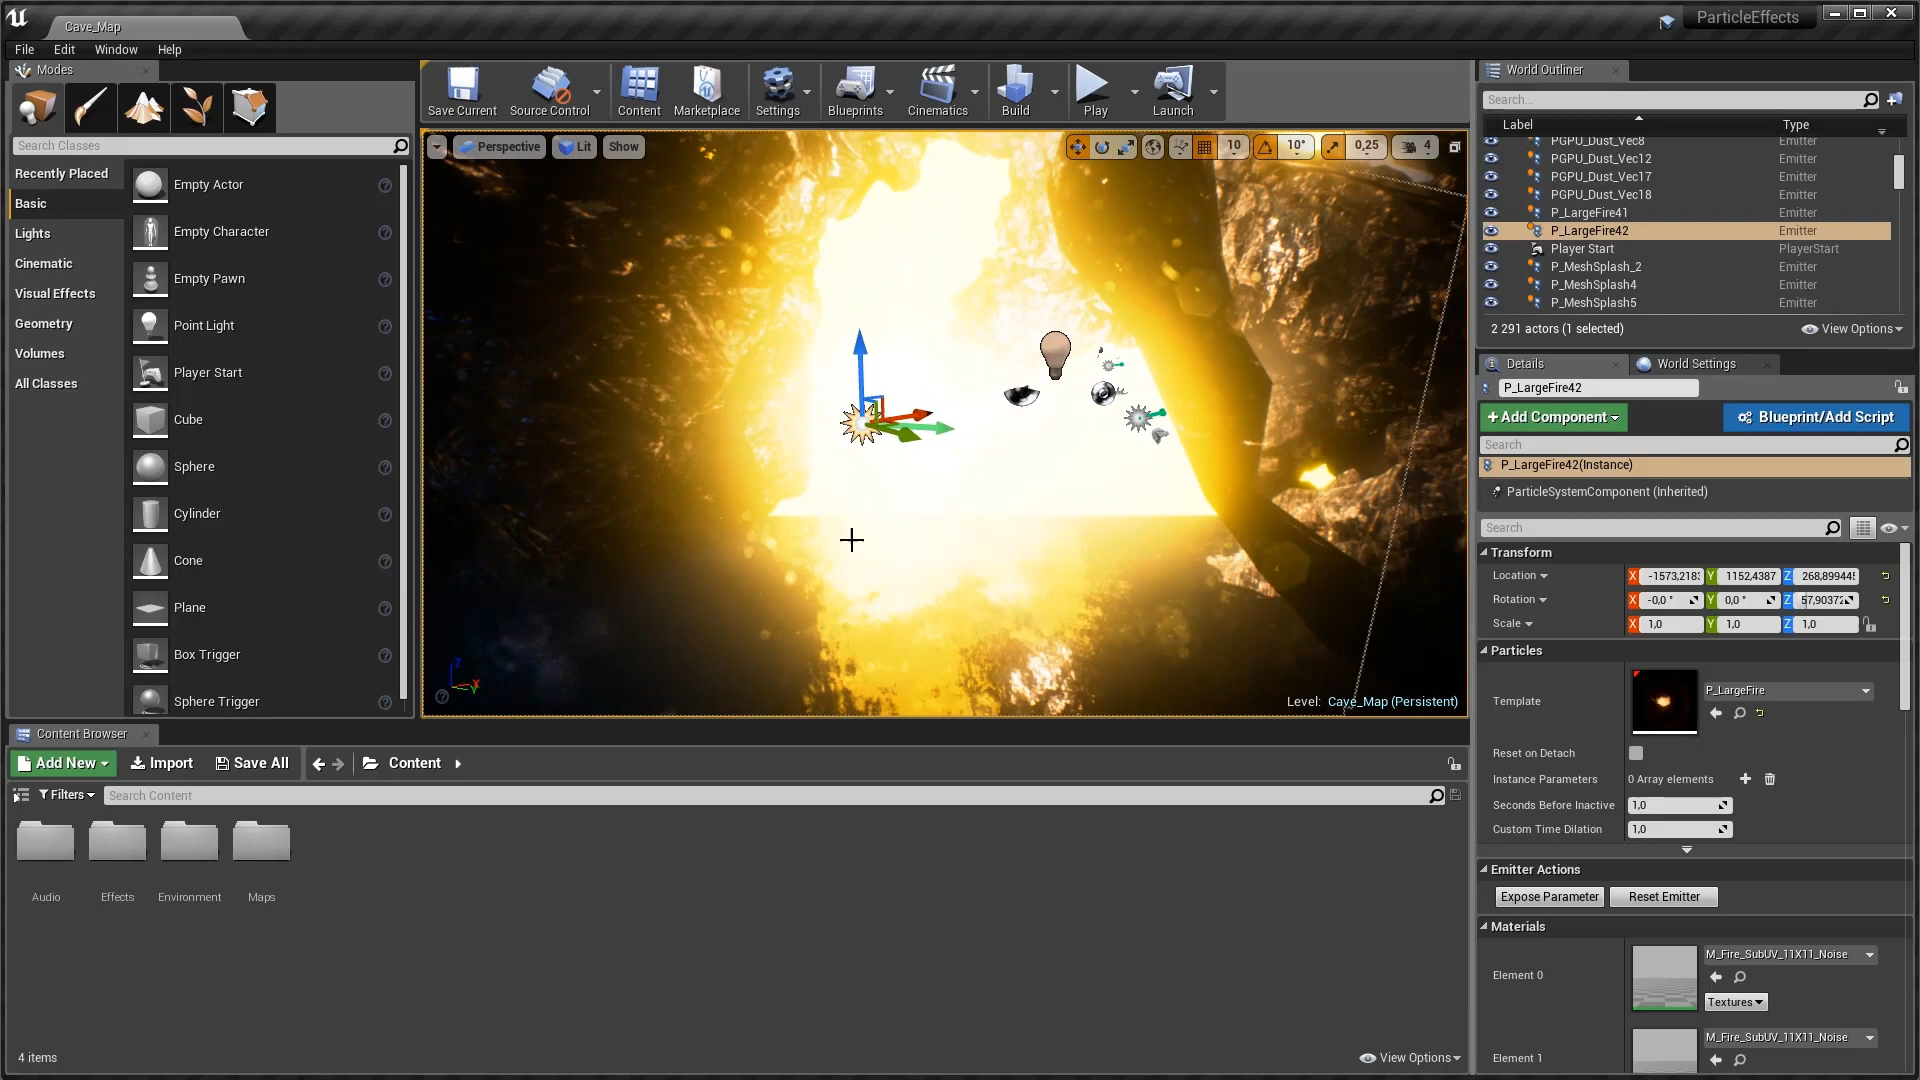 Cave_Map
ParticleEffects
File Edit Window Help
Modes
Search Classes
Recently Placed
Basic
Lights
Cinematic
Visual Effects
Geometry
Volumes
All Classes
Empty Actor
Empty Character
Empty Pawn
Point Light
Player Start
Cube
Sphere
Cylinder
Cone
Plane
Box Trigger
Sphere Trigger
Save Current
Source Control
Content
Marketplace
Settings
Blueprints
Cinematics
Build
Play
Launch
Perspective Lit Show
10 10° 0,25 4
Level: Cave_Map (Persistent)
World Outliner
Search...
Label Type
PGPU_Dust_Vec8 Emitter
PGPU_Dust_Vec12 Emitter
PGPU_Dust_Vec17 Emitter
PGPU_Dust_Vec18 Emitter
P_LargeFire41 Emitter
P_LargeFire42 Emitter
Player Start PlayerStart
P_MeshSplash_2 Emitter
P_MeshSplash4 Emitter
P_MeshSplash5 Emitter
2 291 actors (1 selected)
View Options
Details World Settings
P_LargeFire42
+Add Component
Blueprint/Add Script
Search
P_LargeFire42(Instance)
ParticleSystemComponent (Inherited)
Search
Transform
Location X Y 1152,4387 Z
Rotation X -0,0 ° Y 0,0 ° Z
Scale X 1,0 Y 1,0 Z 1,0
Particles
Template
P_LargeFire
Reset on Detach
Instance Parameters 0 Array elements
Seconds Before Inactive 1,0
Custom Time Dilation 1,0
Emitter Actions
Expose Parameter Reset Emitter
Materials
Element 0
M_Fire_SubUV_11X11_Noise
Textures
Element 1
M_Fire_SubUV_11X11_Noise
Content Browser
Add New Import Save All Content
Filters Search Content
Audio
Effects
Environment
Maps
4 items
View Options
X
Y
Z